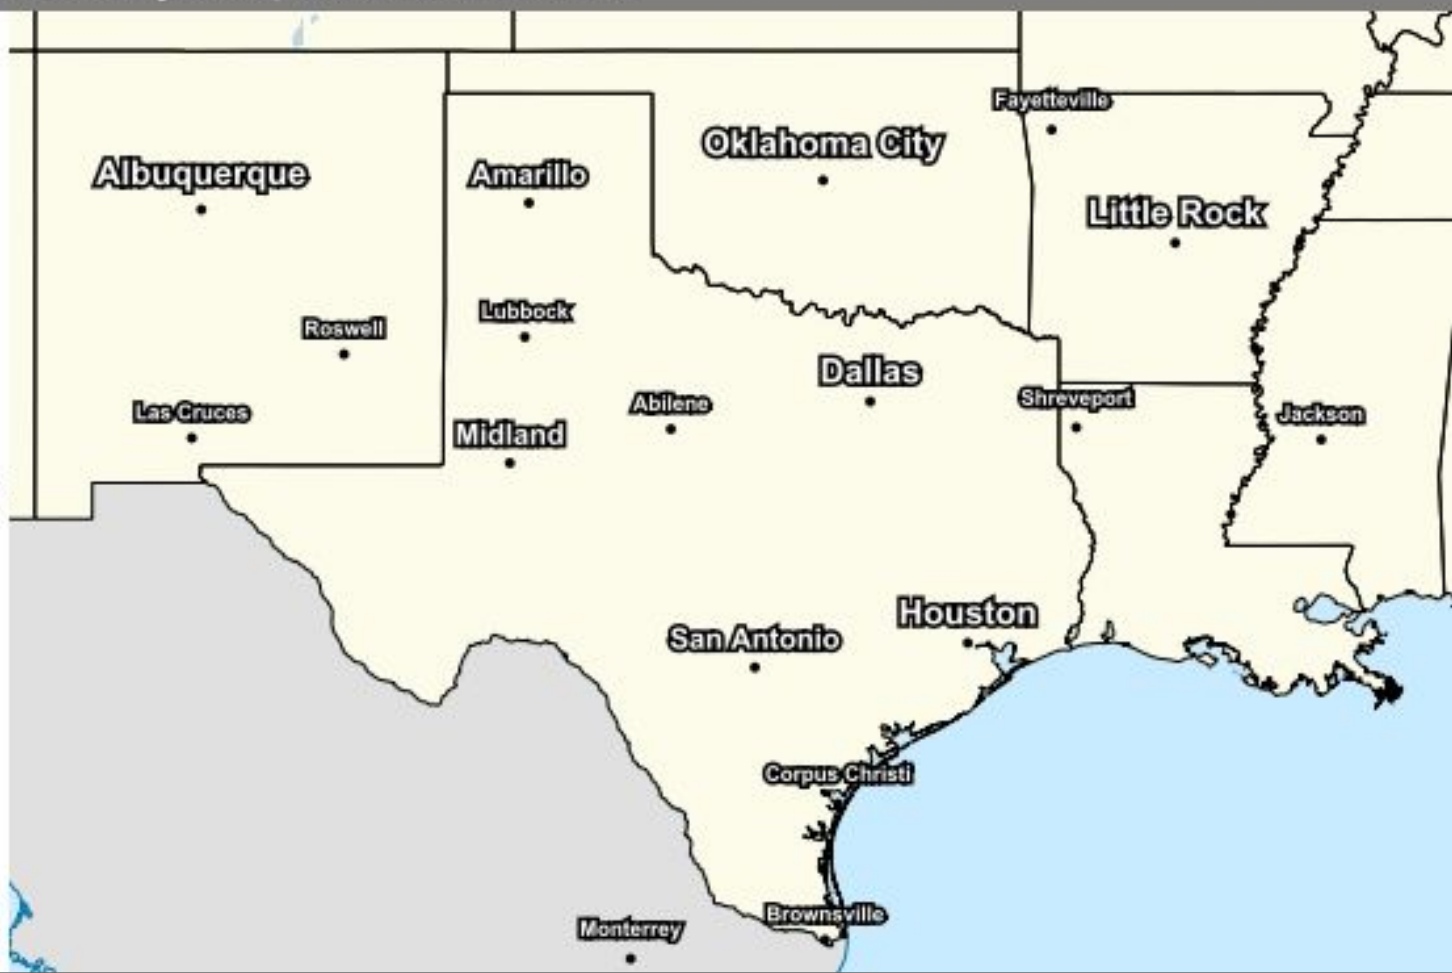 Fayetteville
Oklahoma City
Albuquerque
Amarillo
Little Rock
Lubbock
Roswell
Dallas
Abilene
Shreveport
Las Cruces
Jackson
Midland
Houston
San Antonio
Corpus Christi
Brownsville
Monterrey